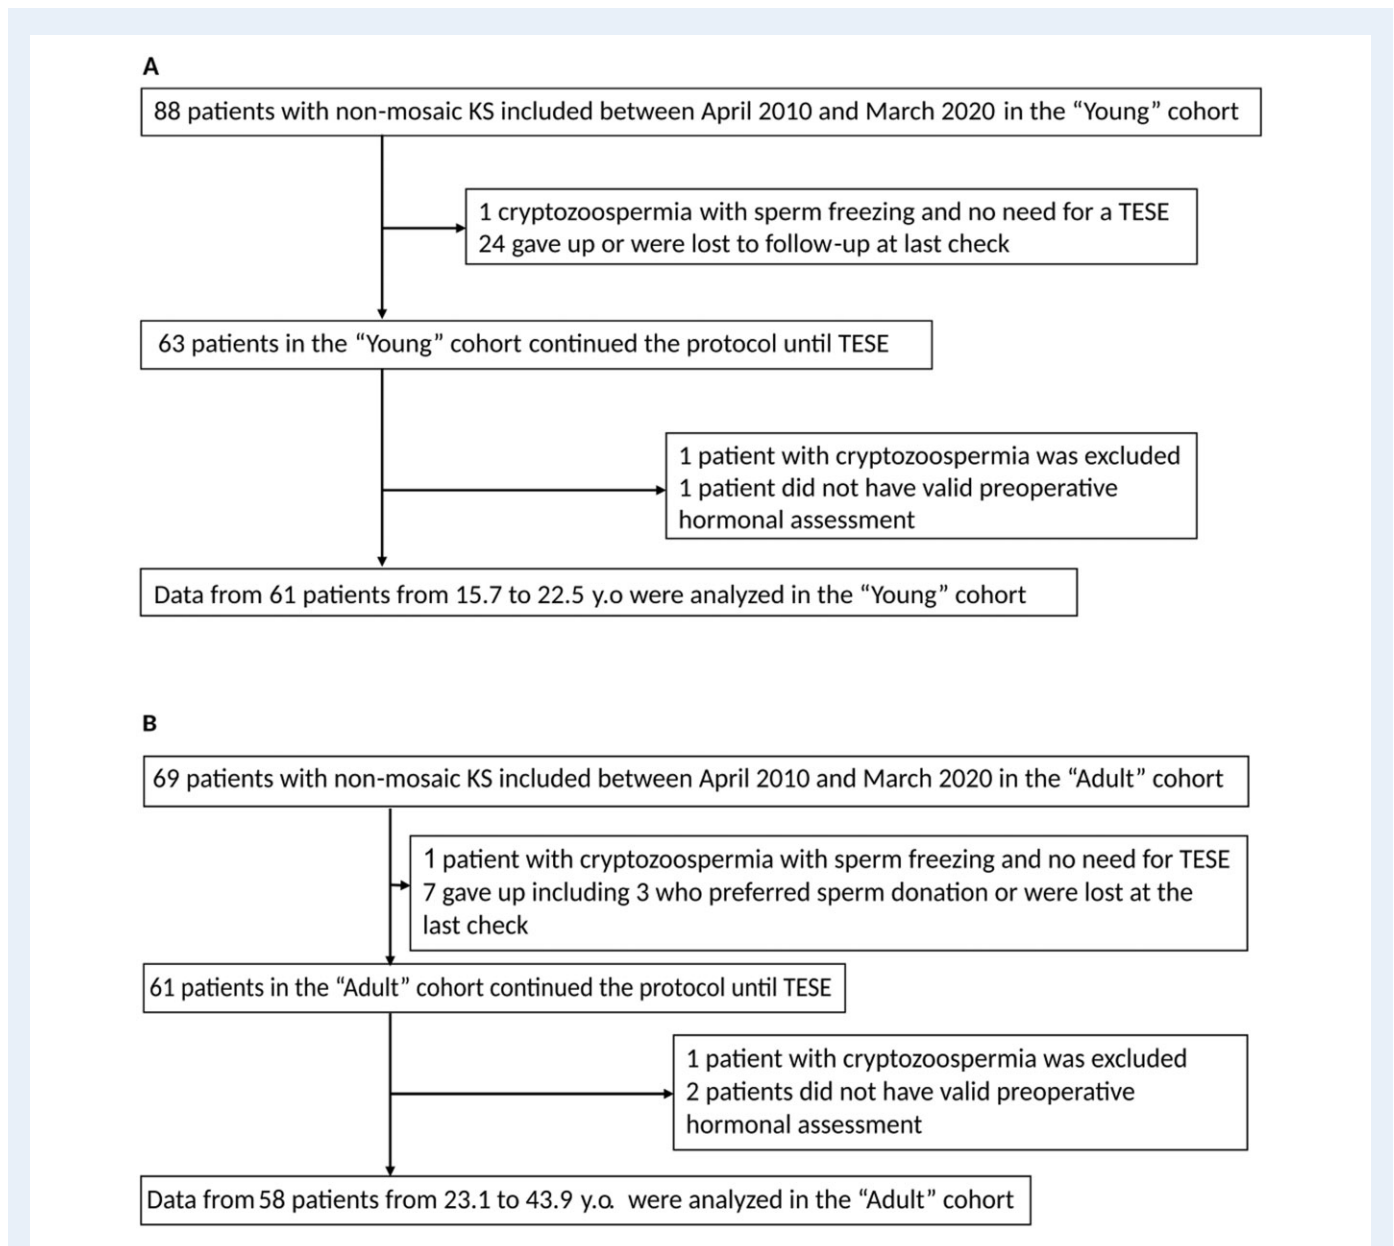 A
88 patients with non-mosaic KS included between April 2010 and March 2020 in the “Young” cohort
1 cryptozoospermia with sperm freezing and no need for a TESE
24 gave up or were lost to follow-up at last check
63 patients in the “Young” cohort continued the protocol until TESE
1 patient with cryptozoospermia was excluded
1 patient did not have valid preoperative
hormonal assessment
Data from 61 patients from 15.7 to 22.5 y.o were analyzed in the “Young” cohort
B
69 patients with non-mosaic KS included between April 2010 and March 2020 in the “Adult” cohort
1 patient with cryptozoospermia with sperm freezing and no need for TESE
7 gave up including 3 who preferred sperm donation or were lost at the
last check
61 patients in the “Adult” cohort continued the protocol until TESE
1 patient with cryptozoospermia was excluded
2 patients did not have valid preoperative
hormonal assessment
Data from 58 patients from 23.1 to 43.9 y.o. were analyzed in the “Adult” cohort